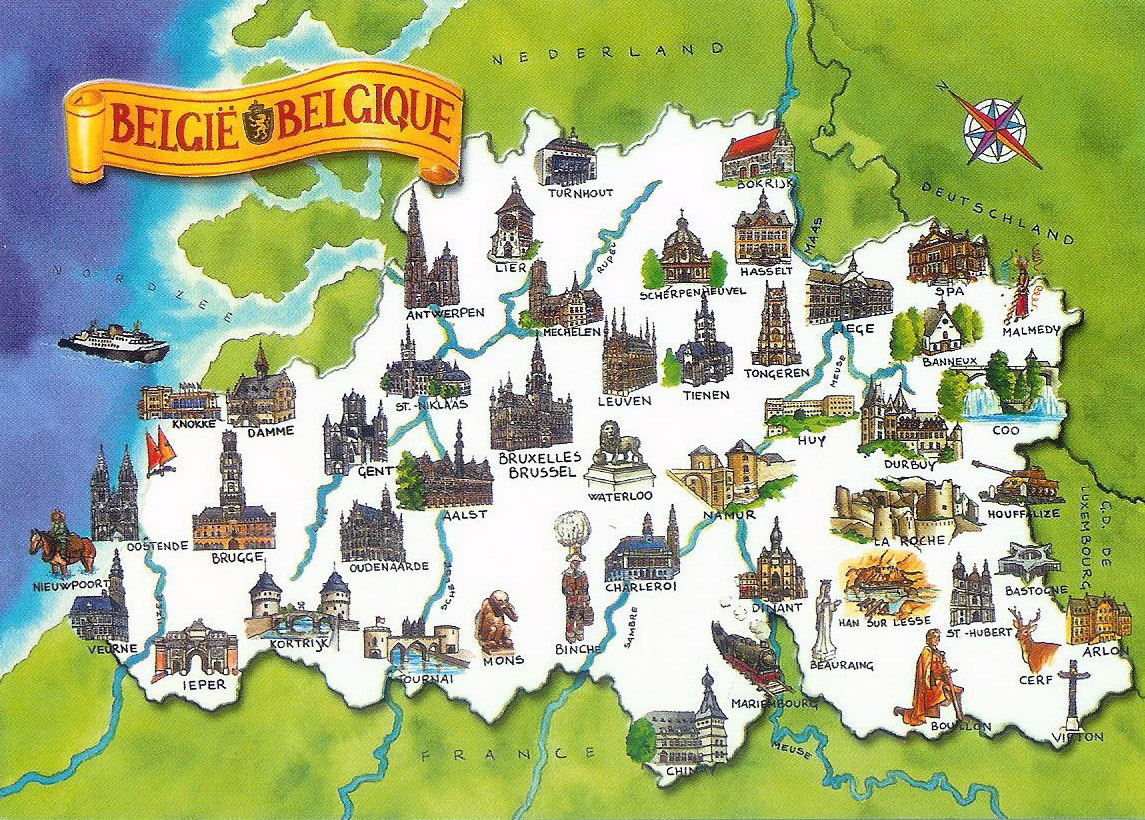 NEDERLAND
BELGIË BELGIQUE
N
DEUTSCHLAND
NORDZEE
TURNHOUT
BOKRIJK
MAAS
LIER
RUPEL
HASSELT
SCHERPENHEUVEL
SPA
ANTWERPEN
MECHELEN
LIEGE
MALMEDY
BANNEUX
TONGEREN
MEUSE
ST.-NIKLAAS
LEUVEN
TIENEN
KNOKKE
DAMME
COO
HUY
DURBUY
BRUXELLES
BRUSSEL
GENT
WATERLOO
NAMUR
AALST
HOUFFALIZE
LA ROCHE
G.D. DE
LUXEMBOURG
OOSTENDE
BRUGGE
OUDENAARDE
NIEUWPOORT
CHARLEROI
DINANT
BASTOGNE
HAN SUR LESSE
ST-HUBERT
SAMBRE
KORTRIJK
VEURNE
BINCHE
MONS
BEAURAING
ARLON
IEPER
TOURNAI
CERF
MARIEMBOURG
BOUILLON
VIRTON
FRANCE
MEUSE